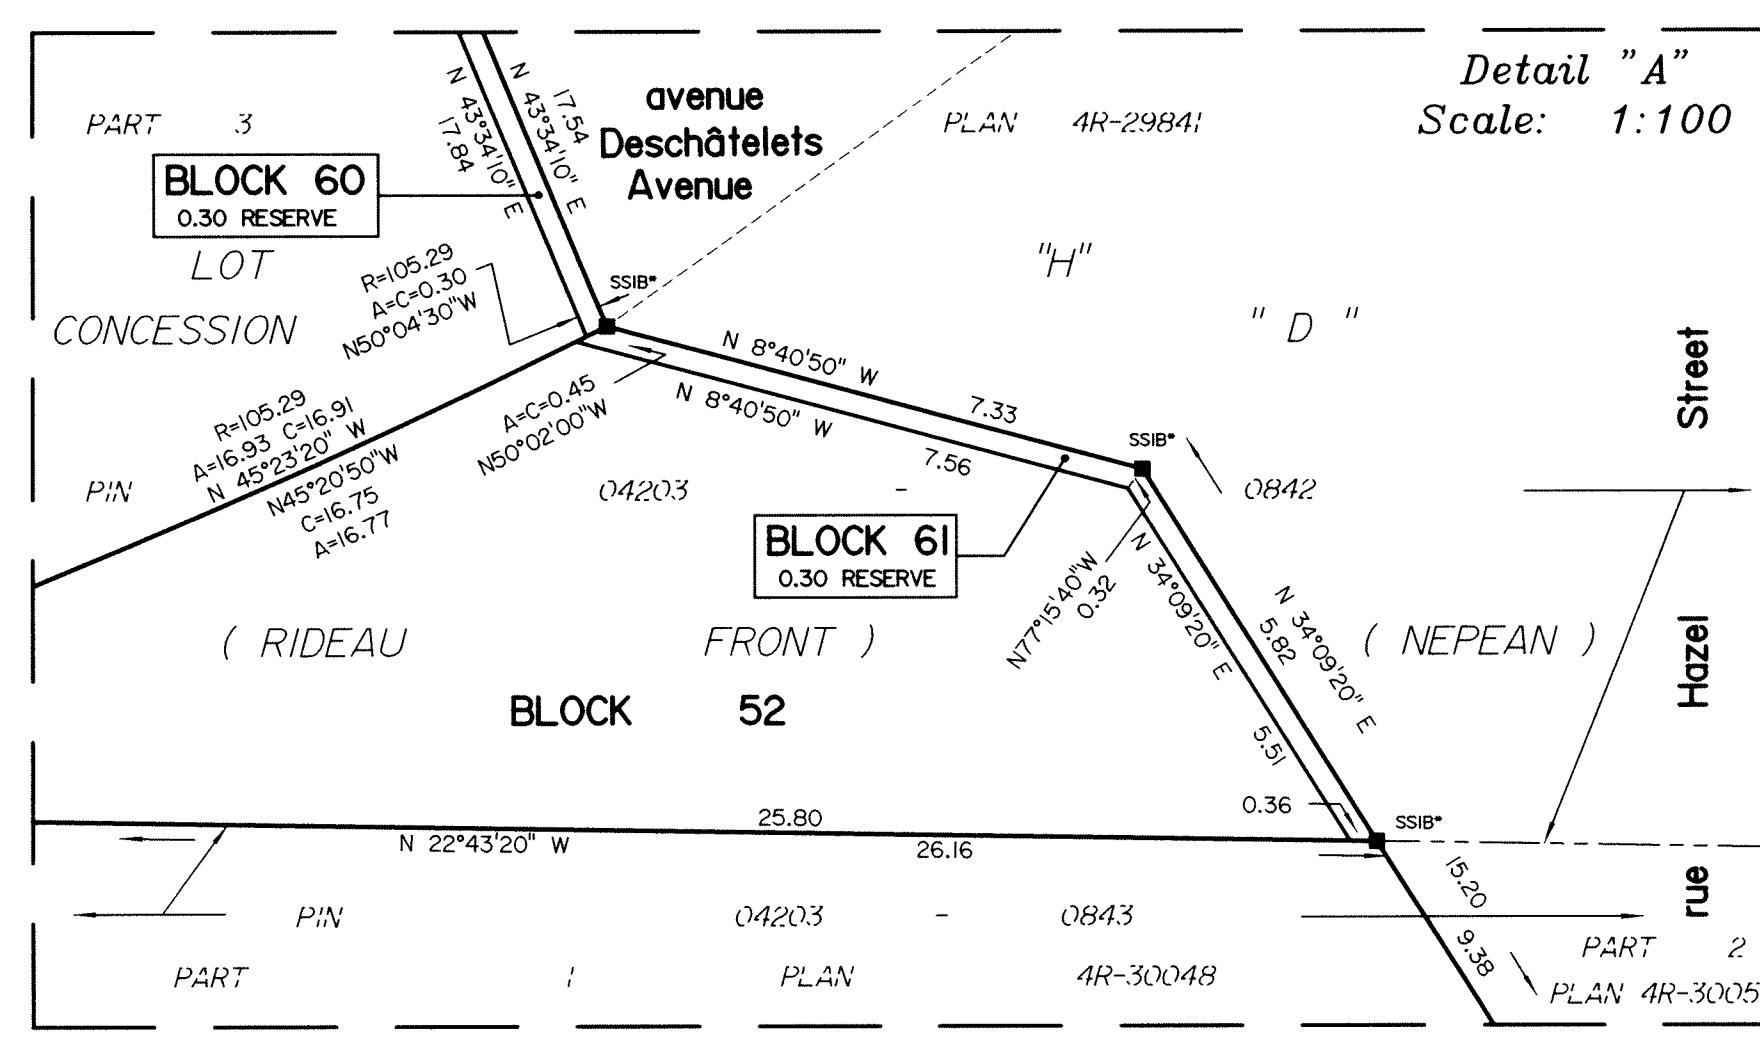 Detail "A"
Scale: 1:100
N 43°34'10" E
17.84
17.54
N 43°34'10" E
avenue
Deschâtelets
Avenue
PART 3
PLAN 4R-29841
BLOCK 60
0.30 RESERVE
LOT
"H"
CONCESSION
" D "
R=105.29
A=C=0.30
N50°04'30"W
SSIB*
N 8°40'50" W
7.33
A=C=0.45
N50°02'00"W
N 8°40'50" W
7.56
SSIB*
R=105.29
A=16.93 C=16.91
N 45°23'20" W
N45°20'50"W
C=16.75
A=16.77
PIN 04203 - 0842
BLOCK 61
0.30 RESERVE
N77°15'40"W
0.32
N 34°09'20" E
5.51
N 34°09'20" E
5.82
( RIDEAU FRONT ) ( NEPEAN )
BLOCK 52
rue Hazel Street
0.36
SSIB*
25.80
N 22°43'20" W
26.16
15.20
9.38
PIN 04203 - 0843
PART 1 PLAN 4R-30048
PART 2
PLAN 4R-3005